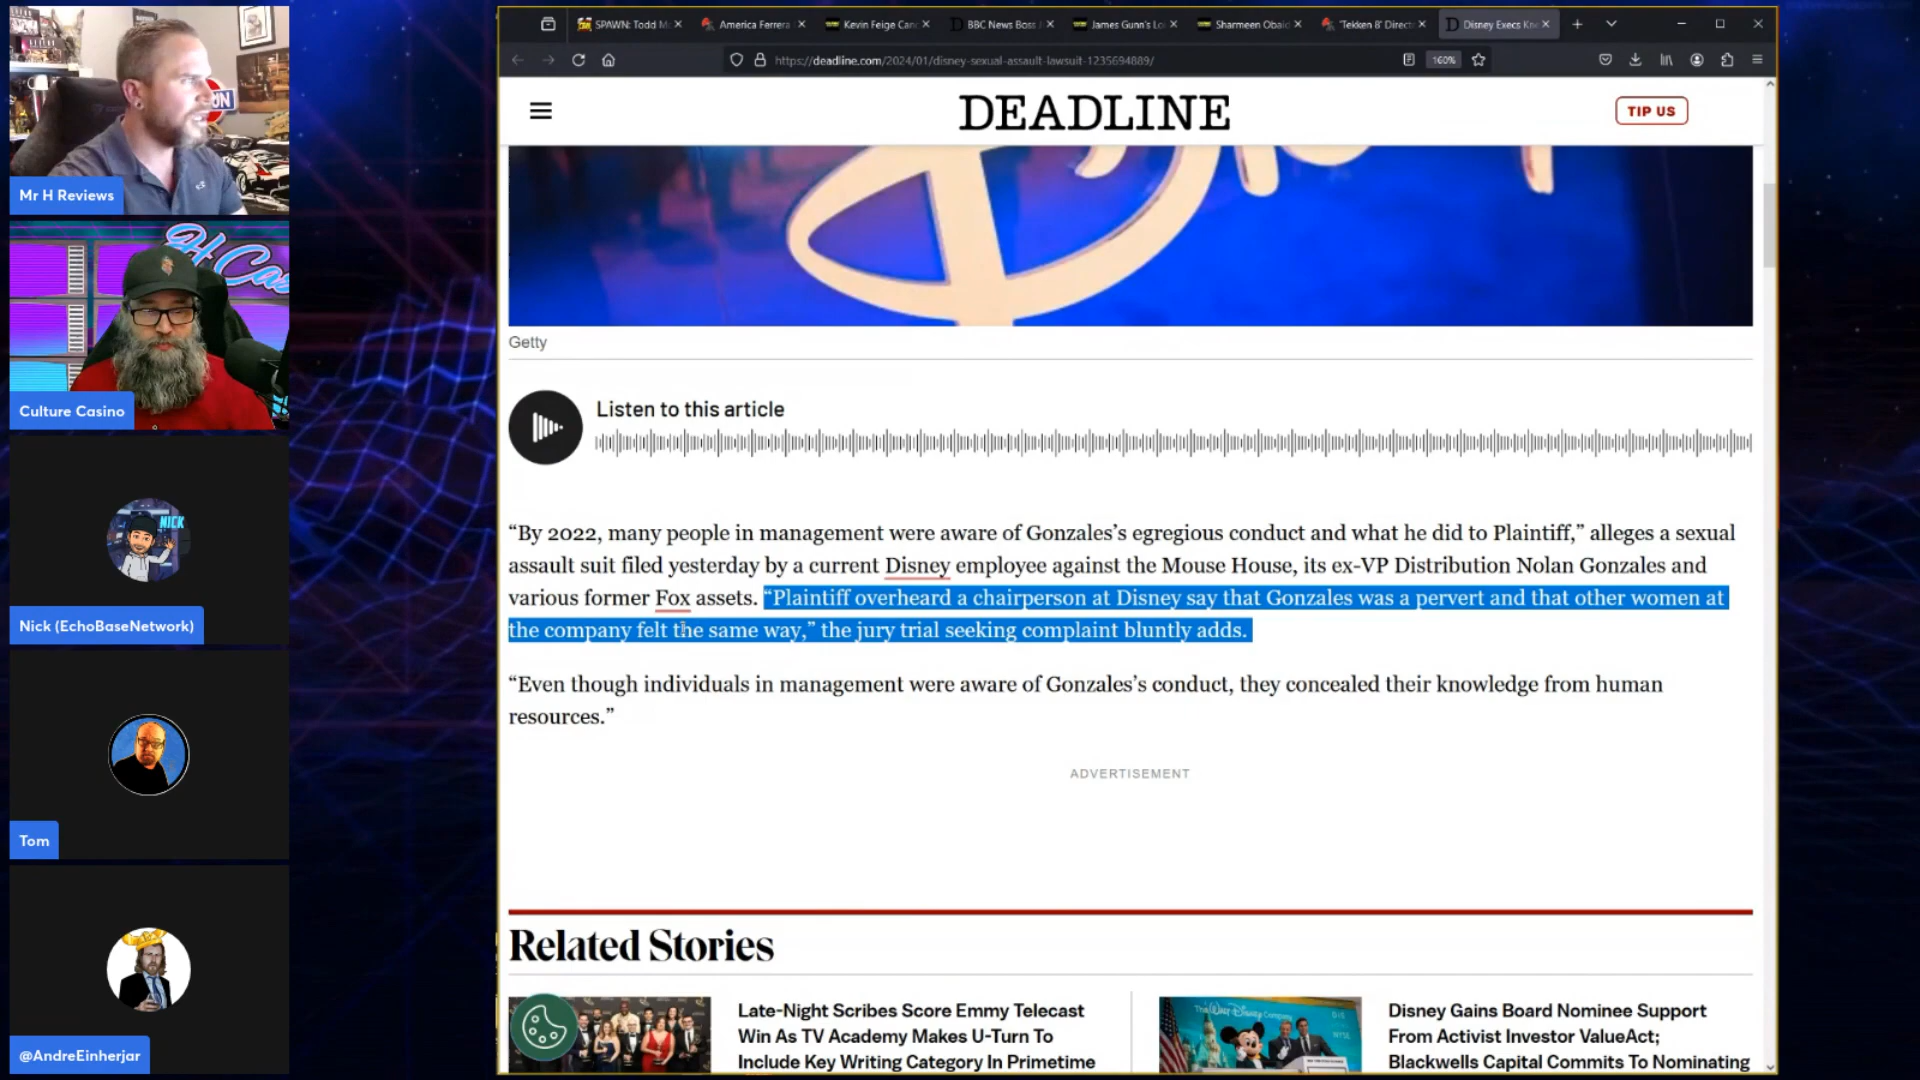 SPAWN: Todd M
America Ferrera
Kevin Feige Can
BBC News Boss J
James Gunn's Lo
Sharmeen Obaid
'Tekken 8' Direct
Disney Execs Kn
https://deadline.com/2024/01/disney-sexual-assault-lawsuit-1235694889/
160%
DEADLINE
TIP US
Getty
Listen to this article
“By 2022, many people in management were aware of Gonzales’s egregious conduct and what he did to Plaintiff,” alleges a sexual
assault suit filed yesterday by a current Disney employee against the Mouse House, its ex-VP Distribution Nolan Gonzales and
various former Fox assets. “Plaintiff overheard a chairperson at Disney say that Gonzales was a pervert and that other women at
the company felt the same way,” the jury trial seeking complaint bluntly adds.
“Even though individuals in management were aware of Gonzales’s conduct, they concealed their knowledge from human
resources.”
ADVERTISEMENT
Related Stories
Late-Night Scribes Score Emmy Telecast
Win As TV Academy Makes U-Turn To
Include Key Writing Category In Primetime
Disney Gains Board Nominee Support
From Activist Investor ValueAct;
Blackwells Capital Commits To Nominating
Mr H Reviews
Culture Casino
NICK
Nick (EchoBaseNetwork)
Tom
@AndreEinherjar